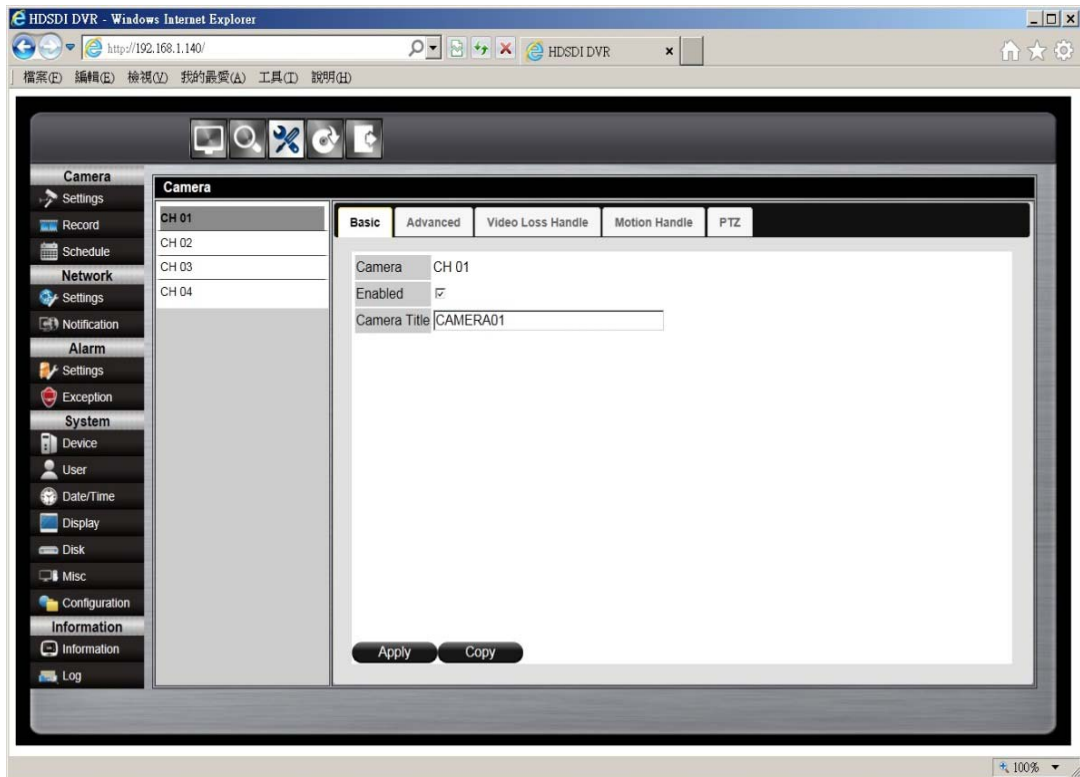 HDSDI DVR - Windows Internet Explorer
http://192.168.1.140/
HDSDI DVR
檔案(F) 編輯(E) 檢視(V) 我的最愛(A) 工具(T) 說明(H)
Camera
Settings
Record
Schedule
Network
Settings
Notification
Alarm
Settings
Exception
System
Device
User
Date/Time
Display
Disk
Misc
Configuration
Information
Information
Log
Camera
CH 01
CH 02
CH 03
CH 04
Basic Advanced Video Loss Handle Motion Handle PTZ
Camera CH 01
Enabled
Camera Title CAMERA01
Apply Copy
100%